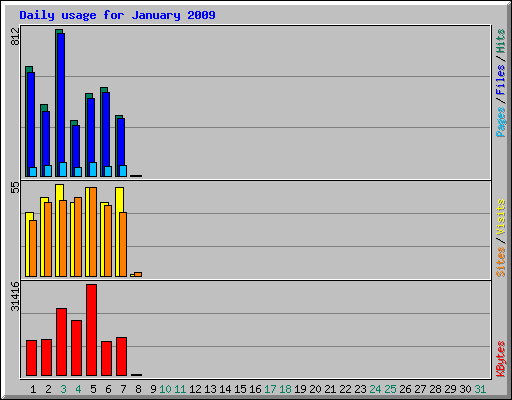 Daily usage for January 2009
812
55
31416
Pages/Files/Hits
Sites/Visits
KBytes
1 2 3 4 5 6 7 8 9 10 11 12 13 14 15 16 17 18 19 20 21 22 23 24 25 26 27 28 29 30 31